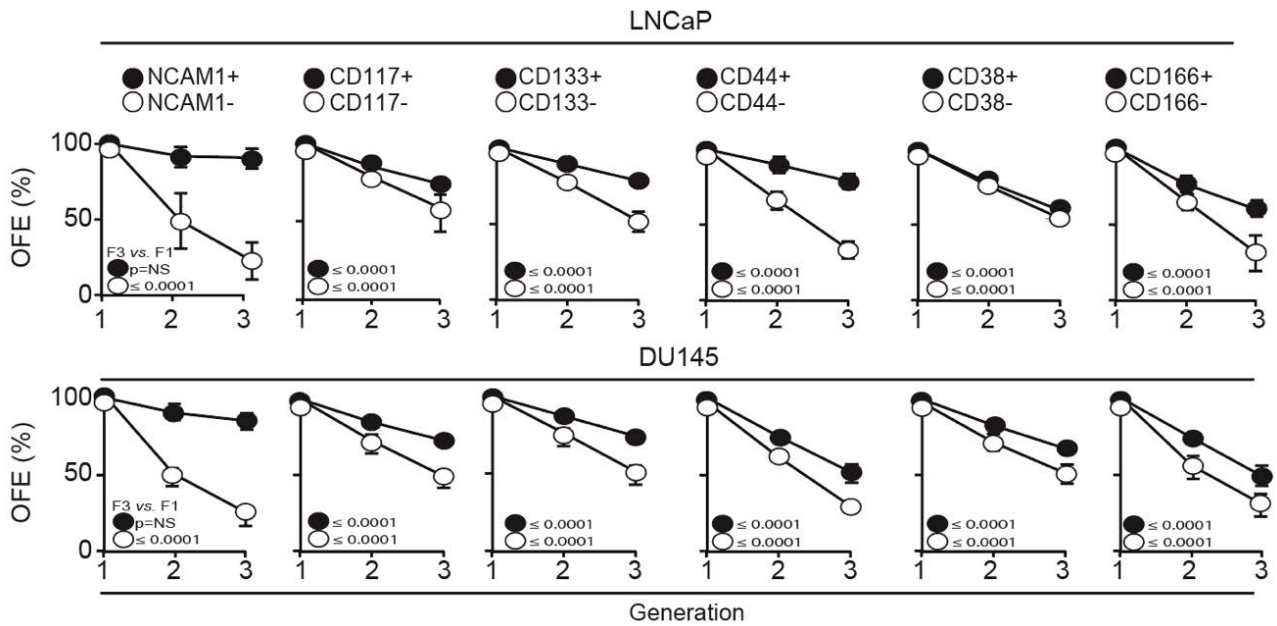 LNCaP
NCAM1+ CD117+ CD133+ CD44+ CD38+ CD166+
NCAM1- CD117- CD133- CD44- CD38- CD166-
100
OFE (%)
50
F3 vs. F1
p=NS ≤ 0.0001 ≤ 0.0001 ≤ 0.0001 ≤ 0.0001 ≤ 0.0001
≤ 0.0001 ≤ 0.0001 ≤ 0.0001 ≤ 0.0001 ≤ 0.0001 ≤ 0.0001
0
1 2 3 1 2 3 1 2 3 1 2 3 1 2 3 1 2 3
DU145
100
OFE (%)
50
F3 vs. F1
p=NS ≤ 0.0001 ≤ 0.0001 ≤ 0.0001 ≤ 0.0001 ≤ 0.0001
≤ 0.0001 ≤ 0.0001 ≤ 0.0001 ≤ 0.0001 ≤ 0.0001 ≤ 0.0001
0
1 2 3 1 2 3 1 2 3 1 2 3 1 2 3 1 2 3
Generation